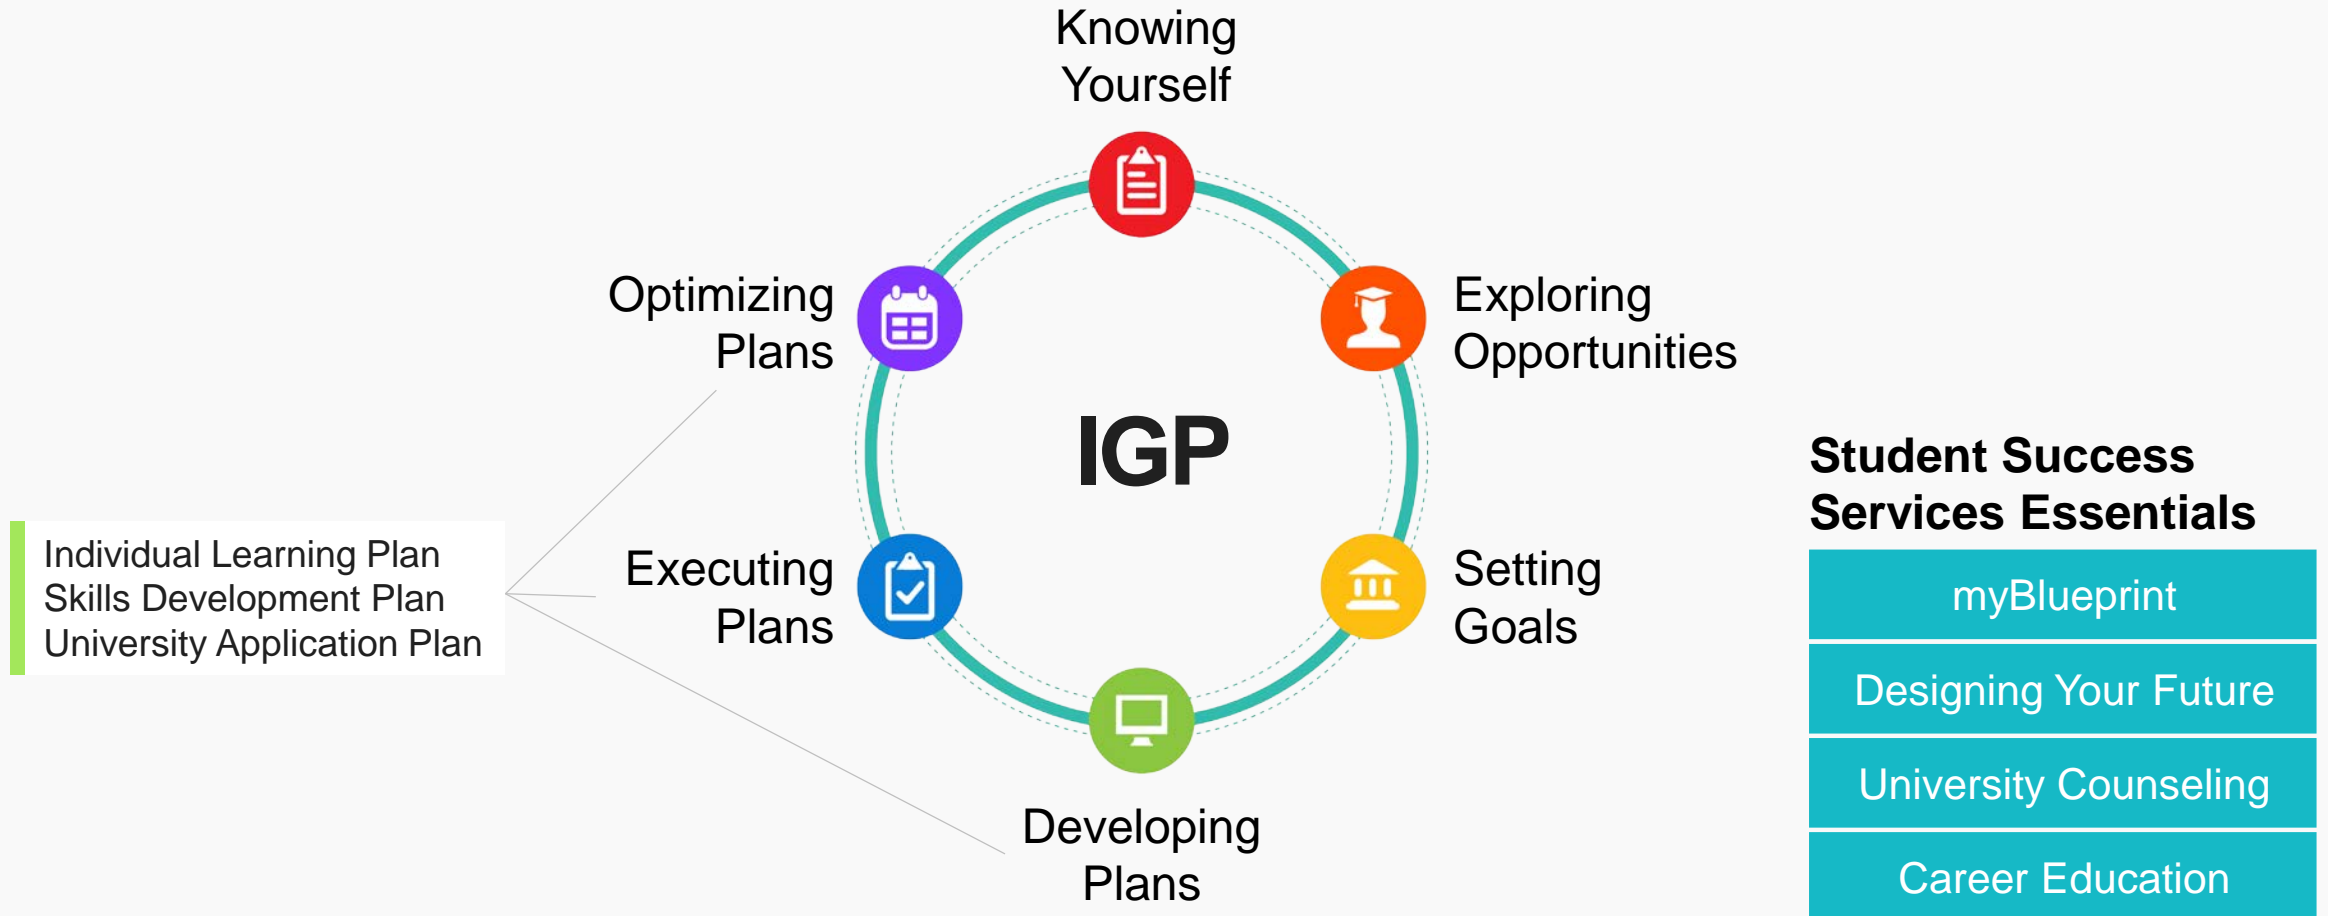 Knowing
Yourself
Optimizing
Plans
Exploring
Opportunities
IGP
Individual Learning Plan
Skills Development Plan
University Application Plan
Executing
Plans
Setting
Goals
Developing
Plans
Student Success
Services Essentials
myBlueprint
Designing Your Future
University Counseling
Career Education